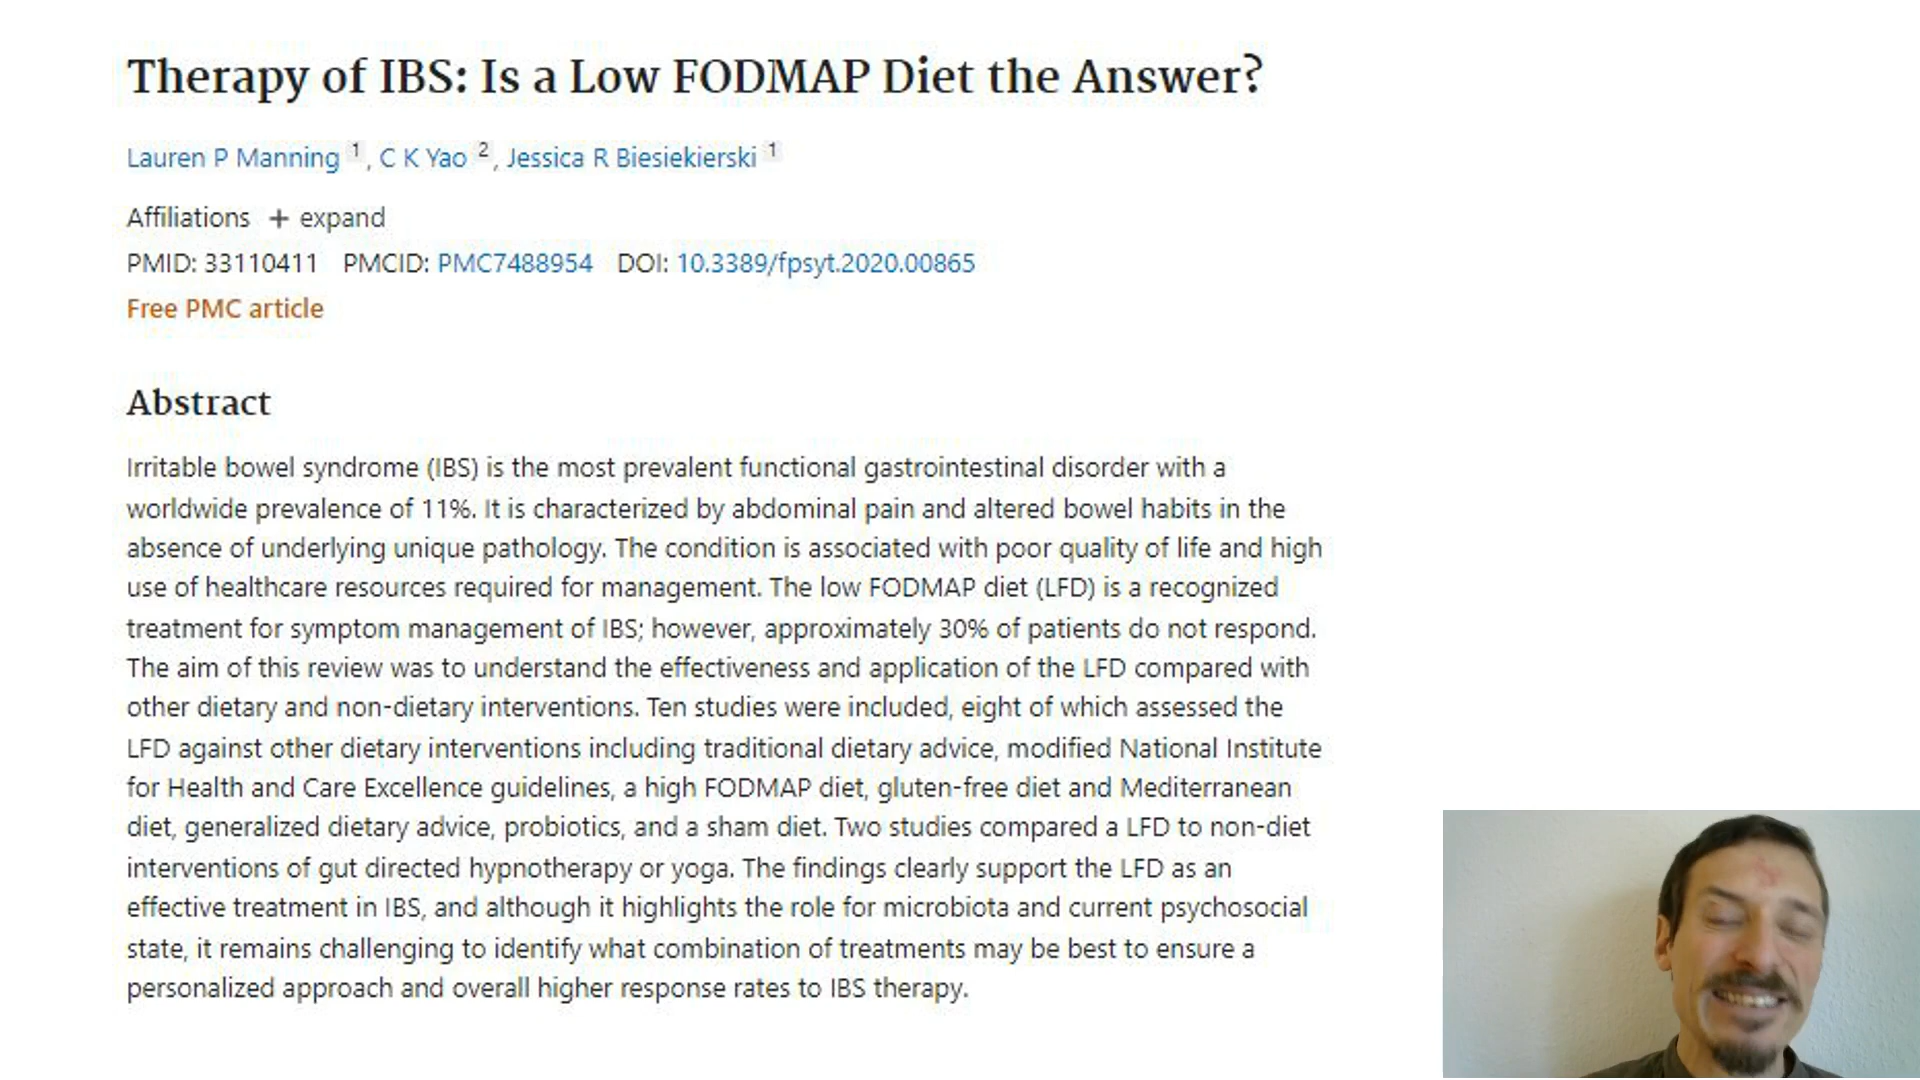 Therapy of IBS: Is a Low FODMAP Diet the Answer?
Lauren P Manning 1, C K Yao 2, Jessica R Biesiekierski 1
Affiliations + expand
PMID: 33110411 PMCID: PMC7488954 DOI: 10.3389/fpsyt.2020.00865
Free PMC article
Abstract
Irritable bowel syndrome (IBS) is the most prevalent functional gastrointestinal disorder with a
worldwide prevalence of 11%. It is characterized by abdominal pain and altered bowel habits in the
absence of underlying unique pathology. The condition is associated with poor quality of life and high
use of healthcare resources required for management. The low FODMAP diet (LFD) is a recognized
treatment for symptom management of IBS; however, approximately 30% of patients do not respond.
The aim of this review was to understand the effectiveness and application of the LFD compared with
other dietary and non-dietary interventions. Ten studies were included, eight of which assessed the
LFD against other dietary interventions including traditional dietary advice, modified National Institute
for Health and Care Excellence guidelines, a high FODMAP diet, gluten-free diet and Mediterranean
diet, generalized dietary advice, probiotics, and a sham diet. Two studies compared a LFD to non-diet
interventions of gut directed hypnotherapy or yoga. The findings clearly support the LFD as an
effective treatment in IBS, and although it highlights the role for microbiota and current psychosocial
state, it remains challenging to identify what combination of treatments may be best to ensure a
personalized approach and overall higher response rates to IBS therapy.